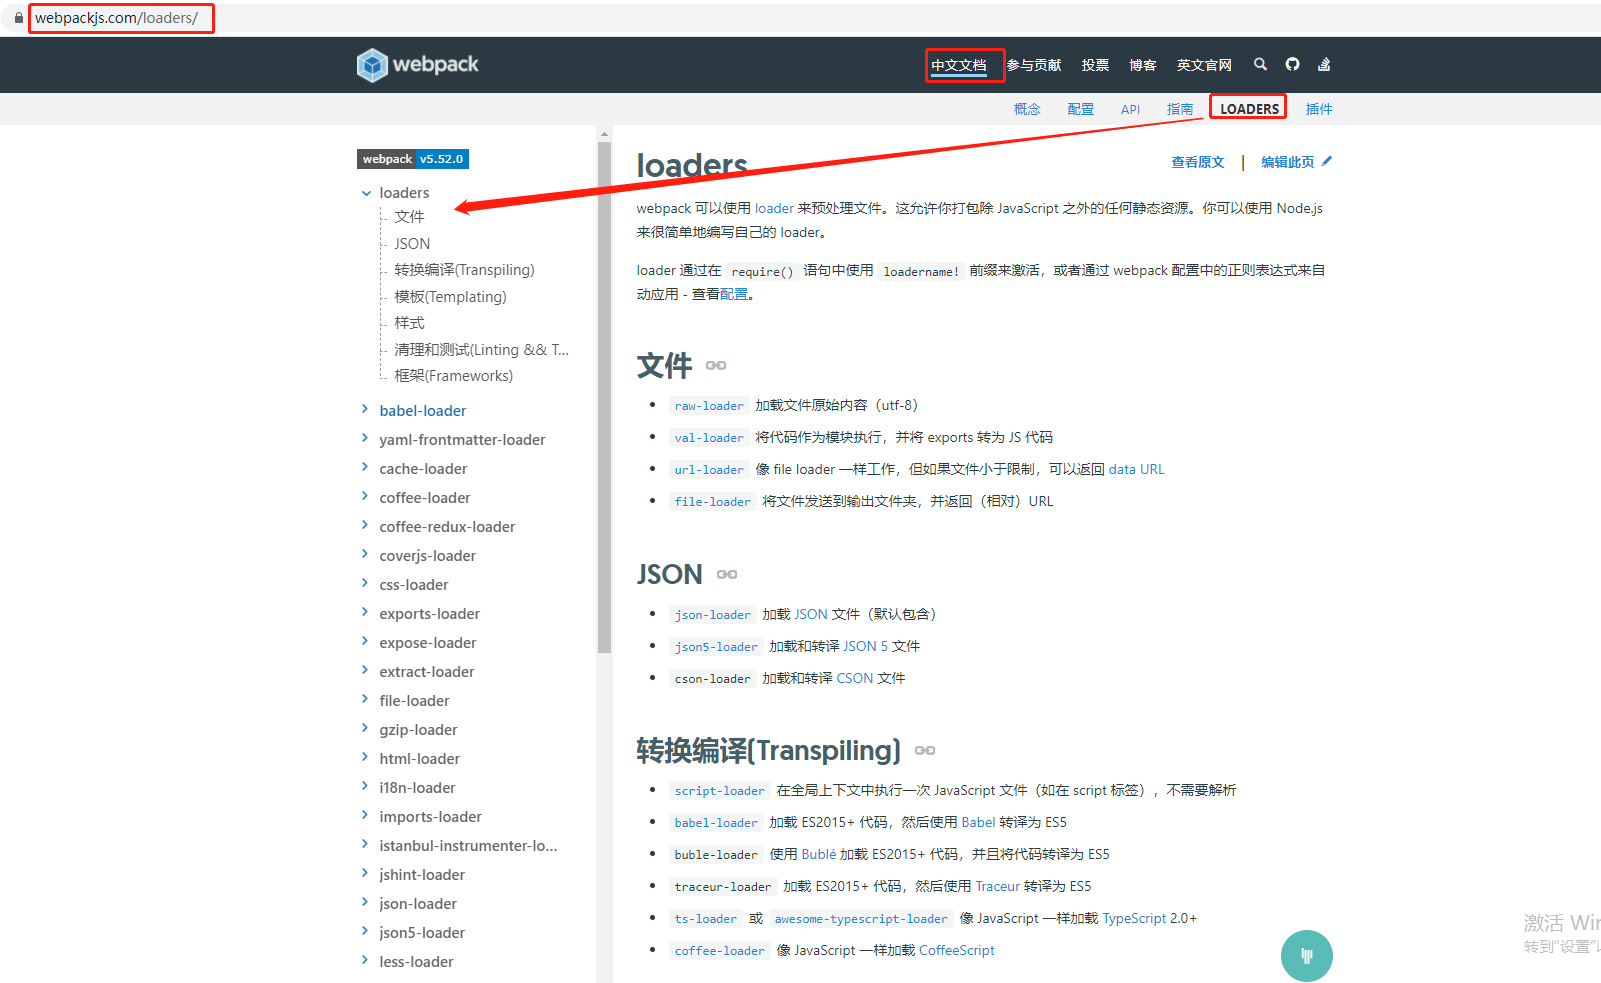 webpackjs.com/loaders/
webpack
中文文档 参与贡献 投票 博客 英文官网
概念 配置 API 指南 LOADERS 插件
webpack v5.52.0
loaders
文件
JSON
转换编译(Transpiling)
模板(Templating)
样式
清理和测试(Linting && T...
框架(Frameworks)
babel-loader
yaml-frontmatter-loader
cache-loader
coffee-loader
coffee-redux-loader
coverjs-loader
css-loader
exports-loader
expose-loader
extract-loader
file-loader
gzip-loader
html-loader
i18n-loader
imports-loader
istanbul-instrumenter-lo...
jshint-loader
json-loader
json5-loader
less-loader
loaders
查看原文 | 编辑此页
webpack 可以使用 loader 来预处理文件。这允许你打包除 JavaScript 之外的任何静态资源。你可以使用 Node.js
来很简单地编写自己的 loader。
loader 通过在 require() 语句中使用 loadername! 前缀来激活，或者通过 webpack 配置中的正则表达式来自
动应用 - 查看配置。
文件
raw-loader 加载文件原始内容（utf-8）
val-loader 将代码作为模块执行，并将 exports 转为 JS 代码
url-loader 像 file loader 一样工作，但如果文件小于限制，可以返回 data URL
file-loader 将文件发送到输出文件夹，并返回（相对）URL
JSON
json-loader 加载 JSON 文件（默认包含）
json5-loader 加载和转译 JSON 5 文件
cson-loader 加载和转译 CSON 文件
转换编译(Transpiling)
script-loader 在全局上下文中执行一次 JavaScript 文件（如在 script 标签），不需要解析
babel-loader 加载 ES2015+ 代码，然后使用 Babel 转译为 ES5
buble-loader 使用 Bublé 加载 ES2015+ 代码，并且将代码转译为 ES5
traceur-loader 加载 ES2015+ 代码，然后使用 Traceur 转译为 ES5
ts-loader 或 awesome-typescript-loader 像 JavaScript 一样加载 TypeScript 2.0+
coffee-loader 像 JavaScript 一样加载 CoffeeScript
激活 Win
转到"设置"以